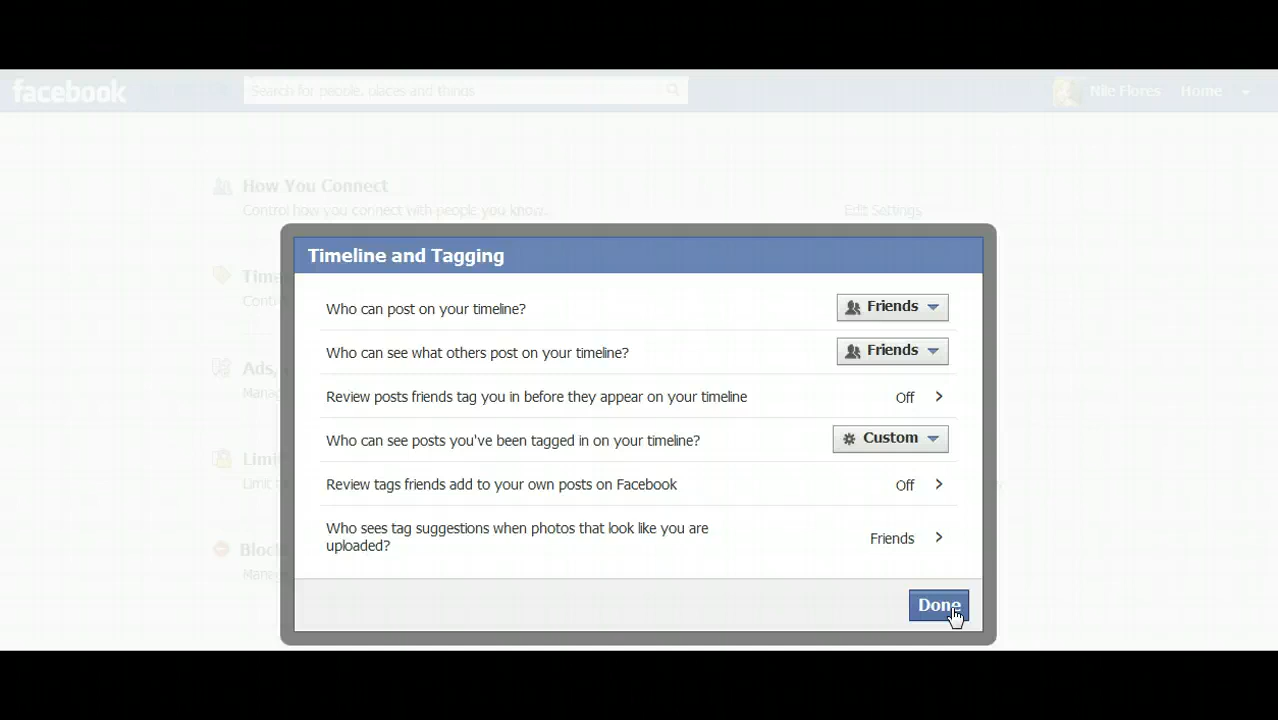 facebook
Search for people, places and things
Nile Flores
Home
How You Connect
Control how you connect with people you know.
Edit Settings
Timeline and Tagging
Who can post on your timeline?
Friends
Who can see what others post on your timeline?
Friends
Review posts friends tag you in before they appear on your timeline
Off
Who can see posts you've been tagged in on your timeline?
Custom
Review tags friends add to your own posts on Facebook
Off
Who sees tag suggestions when photos that look like you are
uploaded?
Friends
Done
Ads,